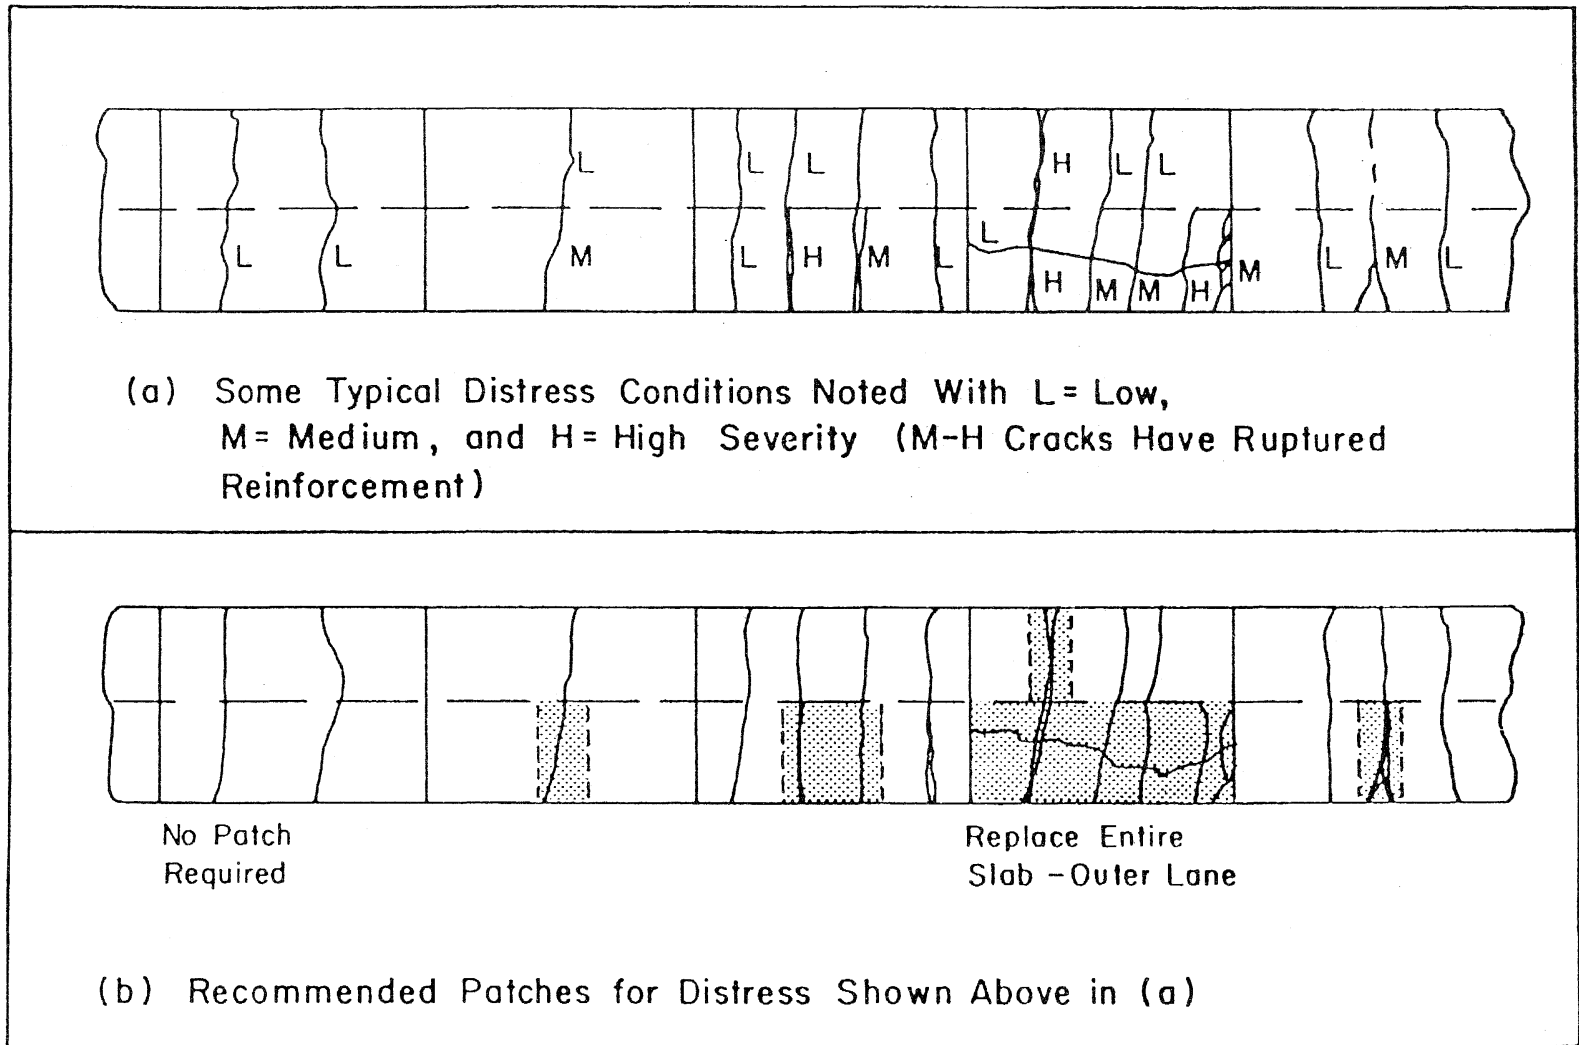 L
L
L
H
L
L
L
L
L
M
L
H
M
L
H
M
M
H
M
L
M
L
(a) Some Typical Distress Conditions Noted With L = Low,
M = Medium, and H = High Severity (M-H Cracks Have Ruptured
Reinforcement)
No Patch
Required
Replace Entire
Slab - Outer Lane
(b) Recommended Patches for Distress Shown Above in (a)